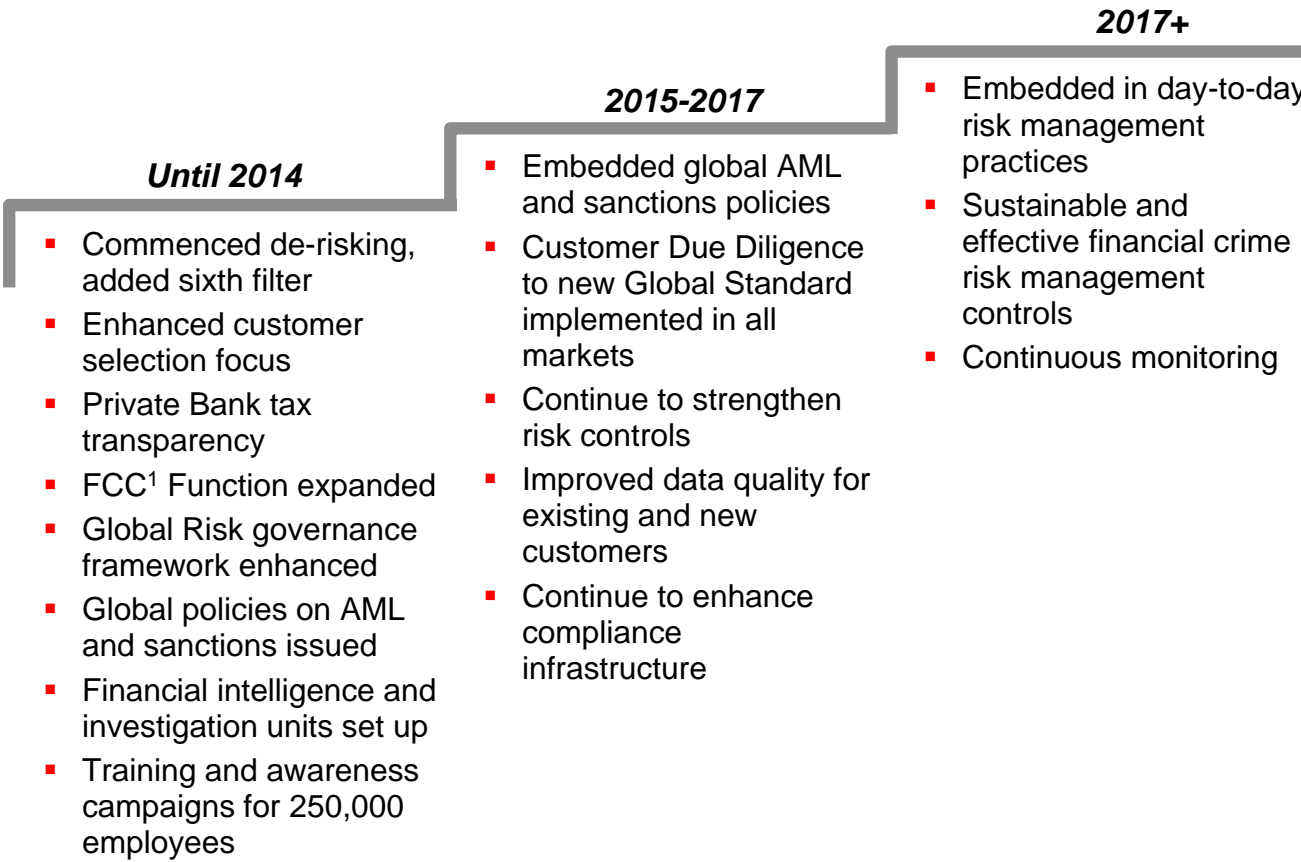 Until 2014
▪ Commenced de-risking,
added sixth filter
▪ Enhanced customer
selection focus
▪ Private Bank tax
transparency
▪ FCC¹ Function expanded
▪ Global Risk governance
framework enhanced
▪ Global policies on AML
and sanctions issued
▪ Financial intelligence and
investigation units set up
▪ Training and awareness
campaigns for 250,000
employees
2015-2017
▪ Embedded global AML
and sanctions policies
▪ Customer Due Diligence
to new Global Standard
implemented in all
markets
▪ Continue to strengthen
risk controls
▪ Improved data quality for
existing and new
customers
▪ Continue to enhance
compliance
infrastructure
2017+
▪ Embedded in day-to-day
risk management
practices
▪ Sustainable and
effective financial crime
risk management
controls
▪ Continuous monitoring